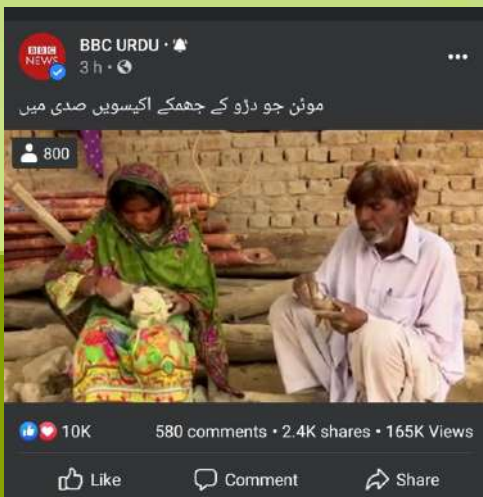 BBC NEWS
BBC URDU ·
3 h ·
موئن جو دڑو کے جھمکے اکیسویں صدی میں
800
10K 580 comments • 2.4K shares • 165K Views
Like Comment Share